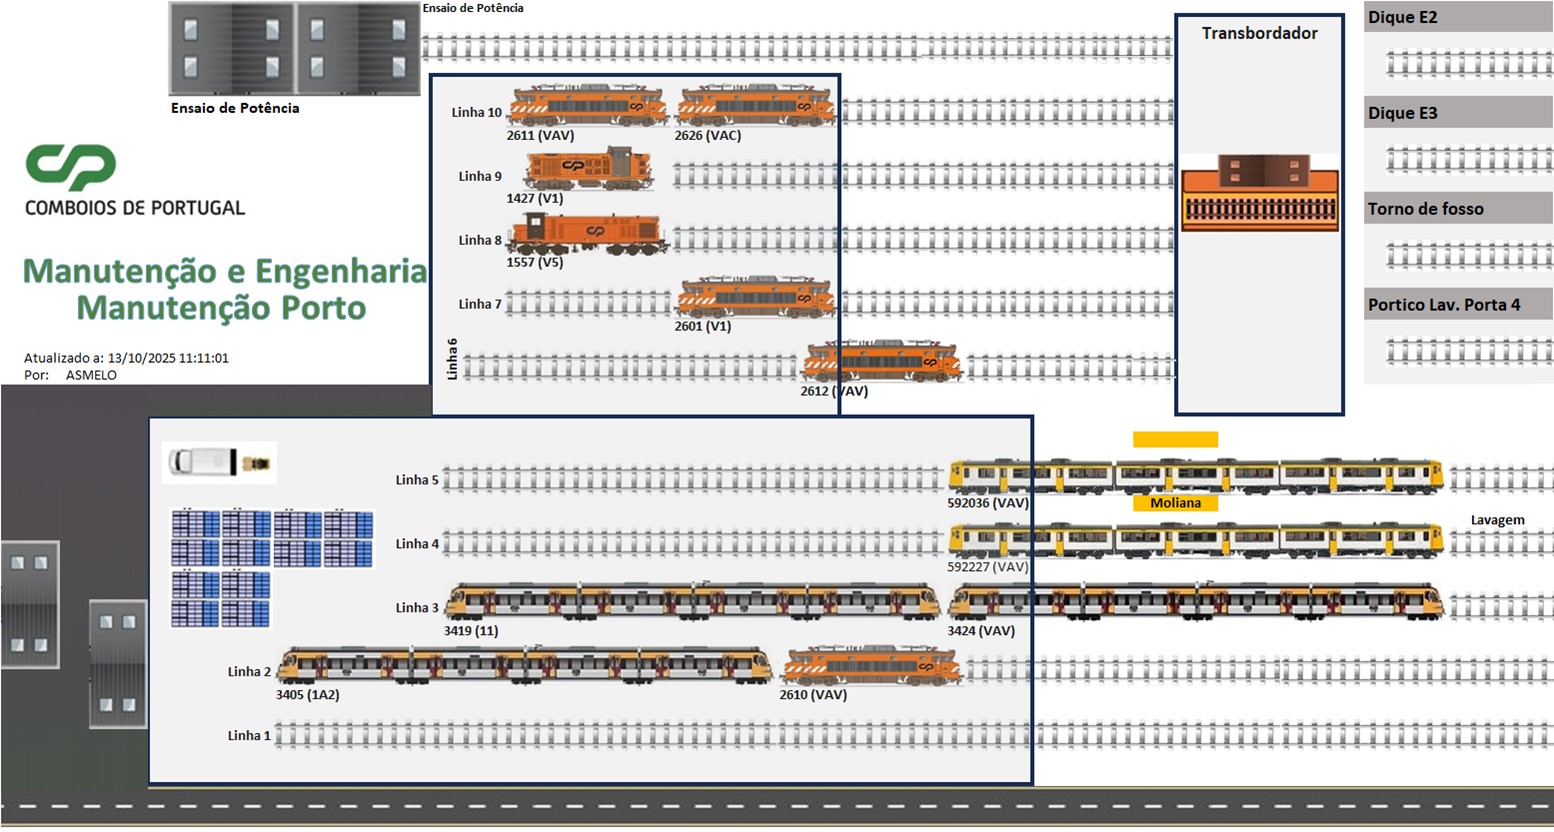 Ensaio de Potência
Ensaio de Potência
CP
COMBOIOS DE PORTUGAL
Manutenção e Engenharia
Manutenção Porto
Atualizado a: 13/10/2025 11:11:01
Por: ASMELO
Linha 10
2611 (VAV)
2626 (VAC)
Linha 9
1427 (V1)
Linha 8
1557 (V5)
Linha 7
2601 (V1)
Linha 6
2612 (VAV)
Transbordador
Dique E2
Dique E3
Torno de fosso
Portico Lav. Porta 4
Linha 5
592036 (VAV)
Moliana
Linha 4
592227 (VAV)
Lavagem
Linha 3
3419 (11)
3424 (VAV)
Linha 2
3405 (1A2)
2610 (VAV)
Linha 1